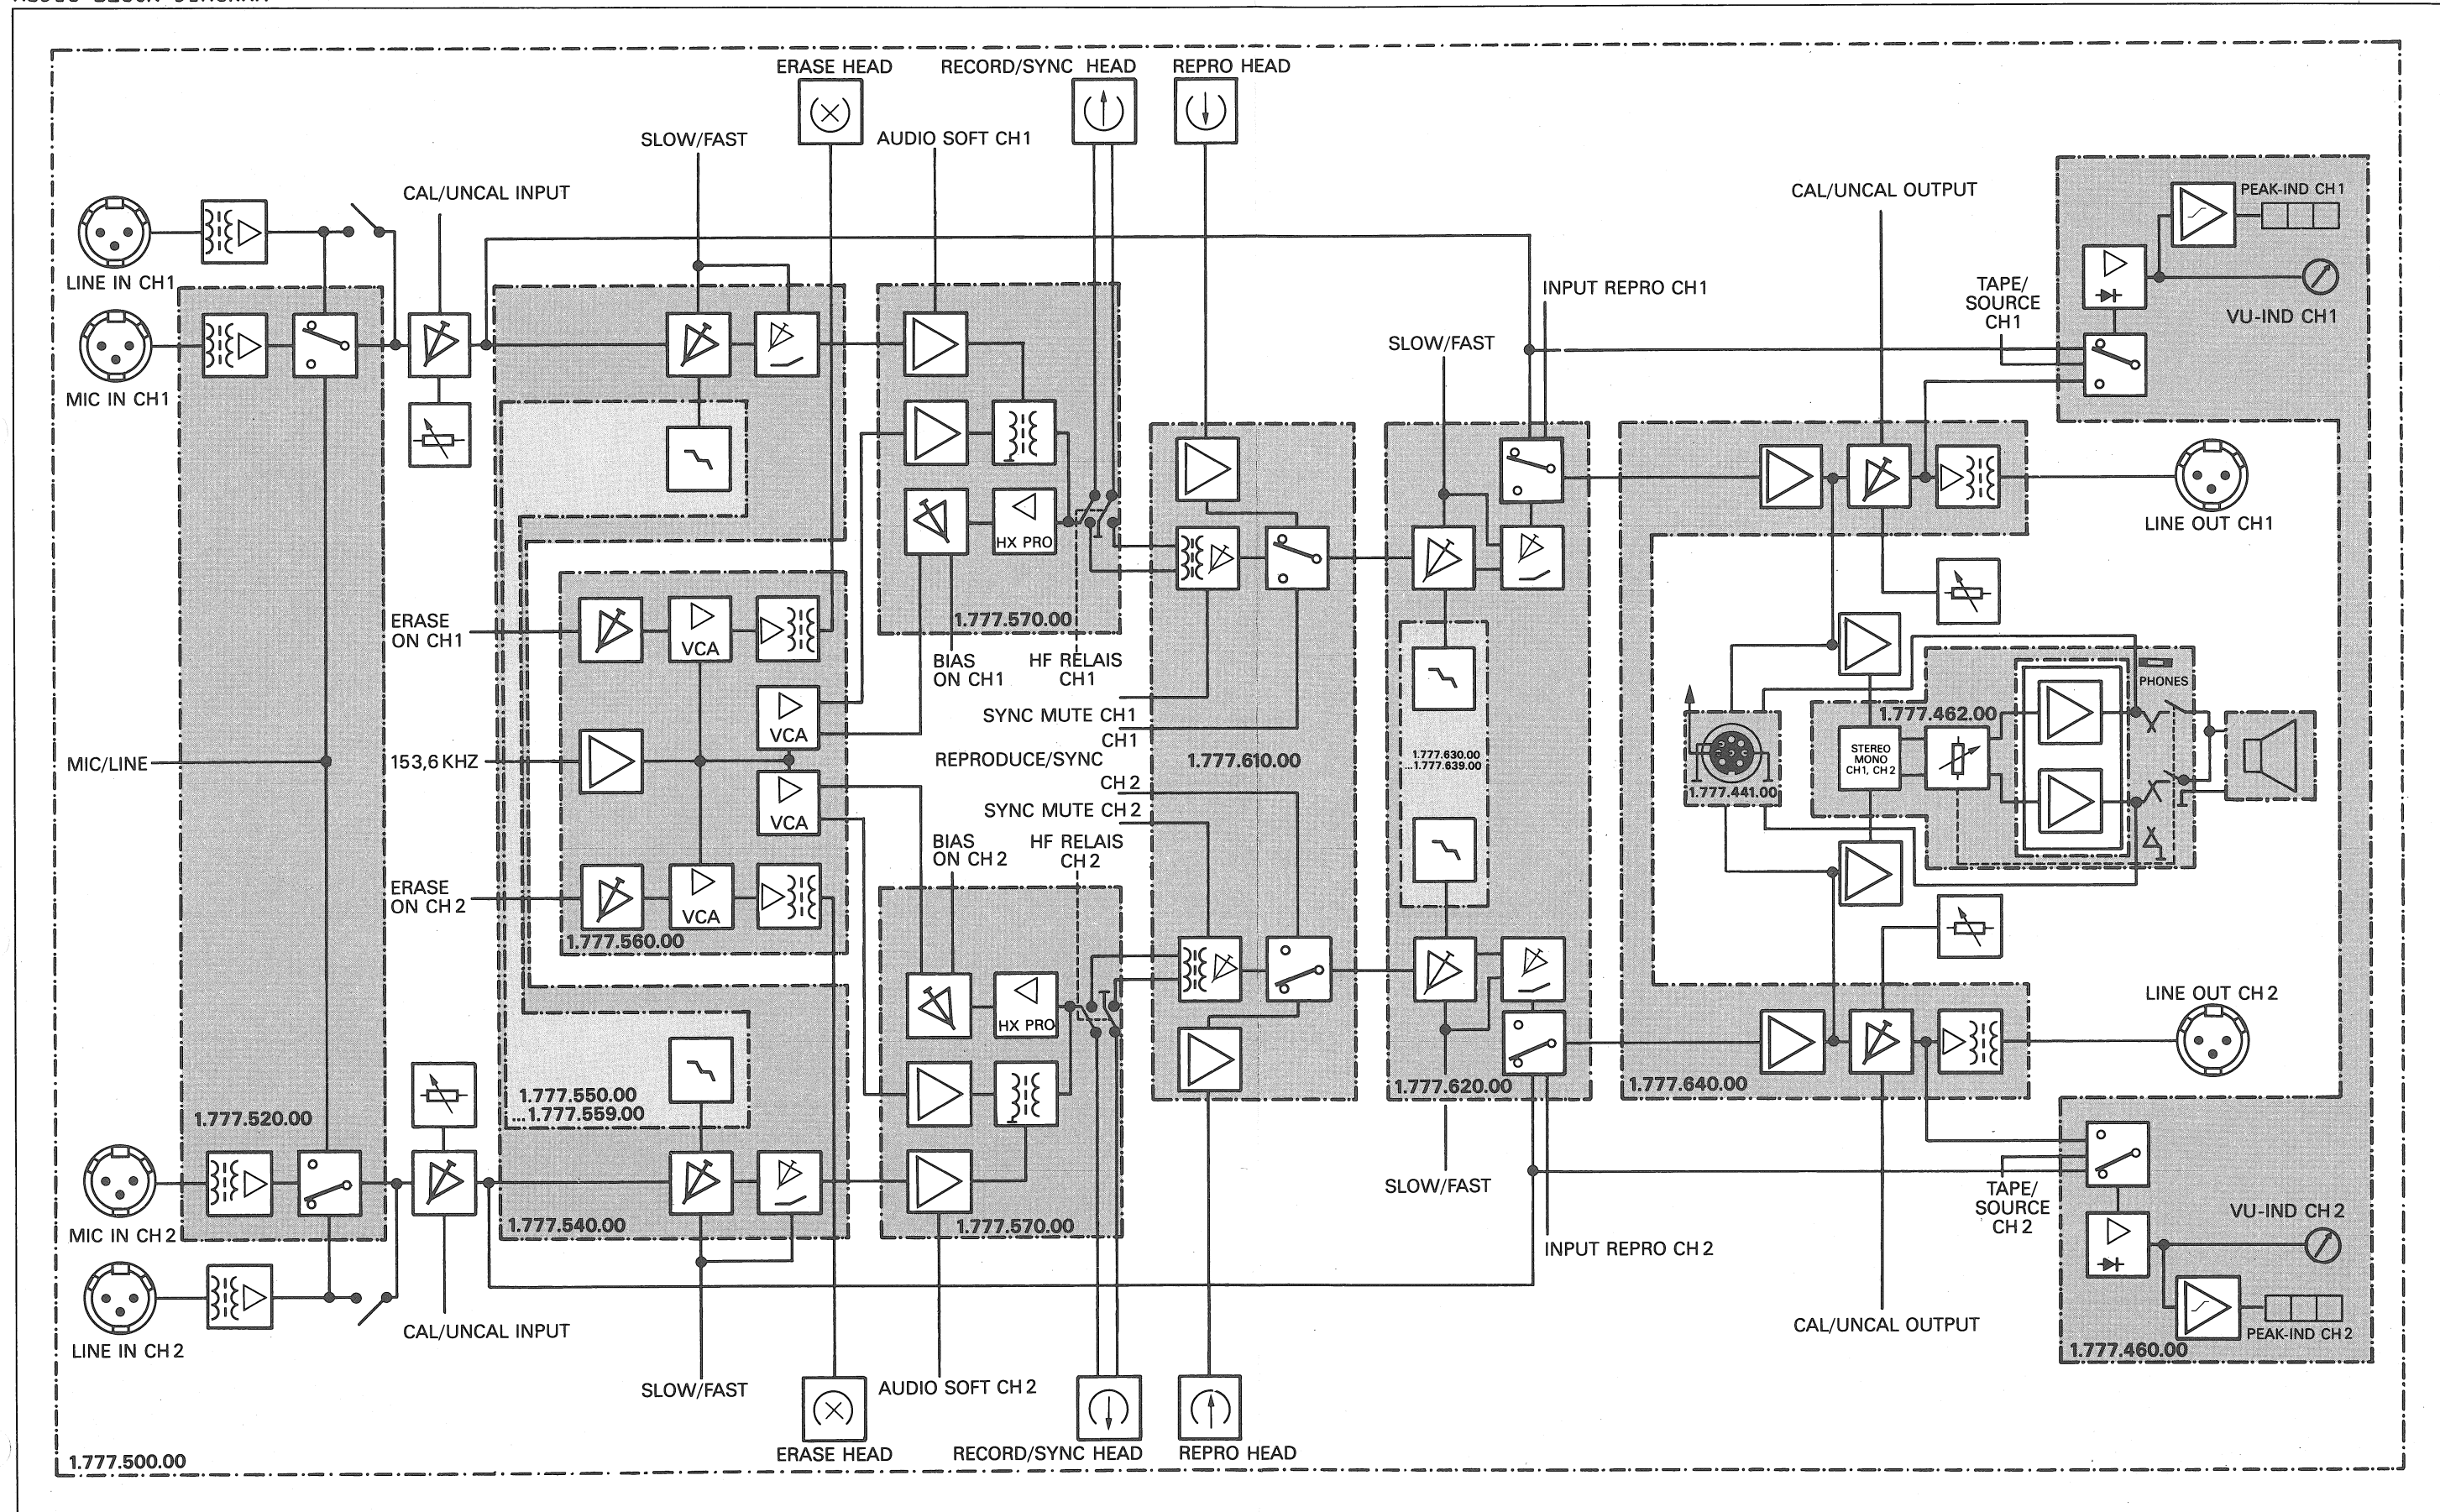 ERASE HEAD
RECORD/SYNC HEAD
REPRO HEAD
SLOW/FAST
AUDIO SOFT CH1
CAL/UNCAL INPUT
CAL/UNCAL OUTPUT
PEAK-IND CH1
LINE IN CH1
INPUT REPRO CH1
TAPE/
SOURCE
CH1
VU-IND CH1
SLOW/FAST
MIC IN CH1
LINE OUT CH1
HX PRO
1.777.570.00
ERASE
ON CH1
VCA
BIAS
ON CH1
HF RELAIS
CH1
SYNC MUTE CH1
CH1
REPRODUCE/SYNC
CH2
SYNC MUTE CH2
1.777.610.00
1.777.630.00
...1.777.639.00
PHONES
1.777.462.00
STEREO
MONO
CH1, CH2
1.777.441.00
MIC/LINE
153,6 KHZ
VCA
VCA
BIAS
ON CH2
HF RELAIS
CH2
ERASE
ON CH2
VCA
1.777.560.00
HX PRO
LINE OUT CH2
1.777.550.00
...1.777.559.00
1.777.620.00
1.777.640.00
1.777.520.00
SLOW/FAST
TAPE/
SOURCE
CH2
VU-IND CH2
MIC IN CH2
1.777.540.00
1.777.570.00
INPUT REPRO CH2
LINE IN CH2
CAL/UNCAL INPUT
CAL/UNCAL OUTPUT
PEAK-IND CH2
1.777.460.00
SLOW/FAST
AUDIO SOFT CH2
ERASE HEAD
RECORD/SYNC HEAD
REPRO HEAD
1.777.500.00